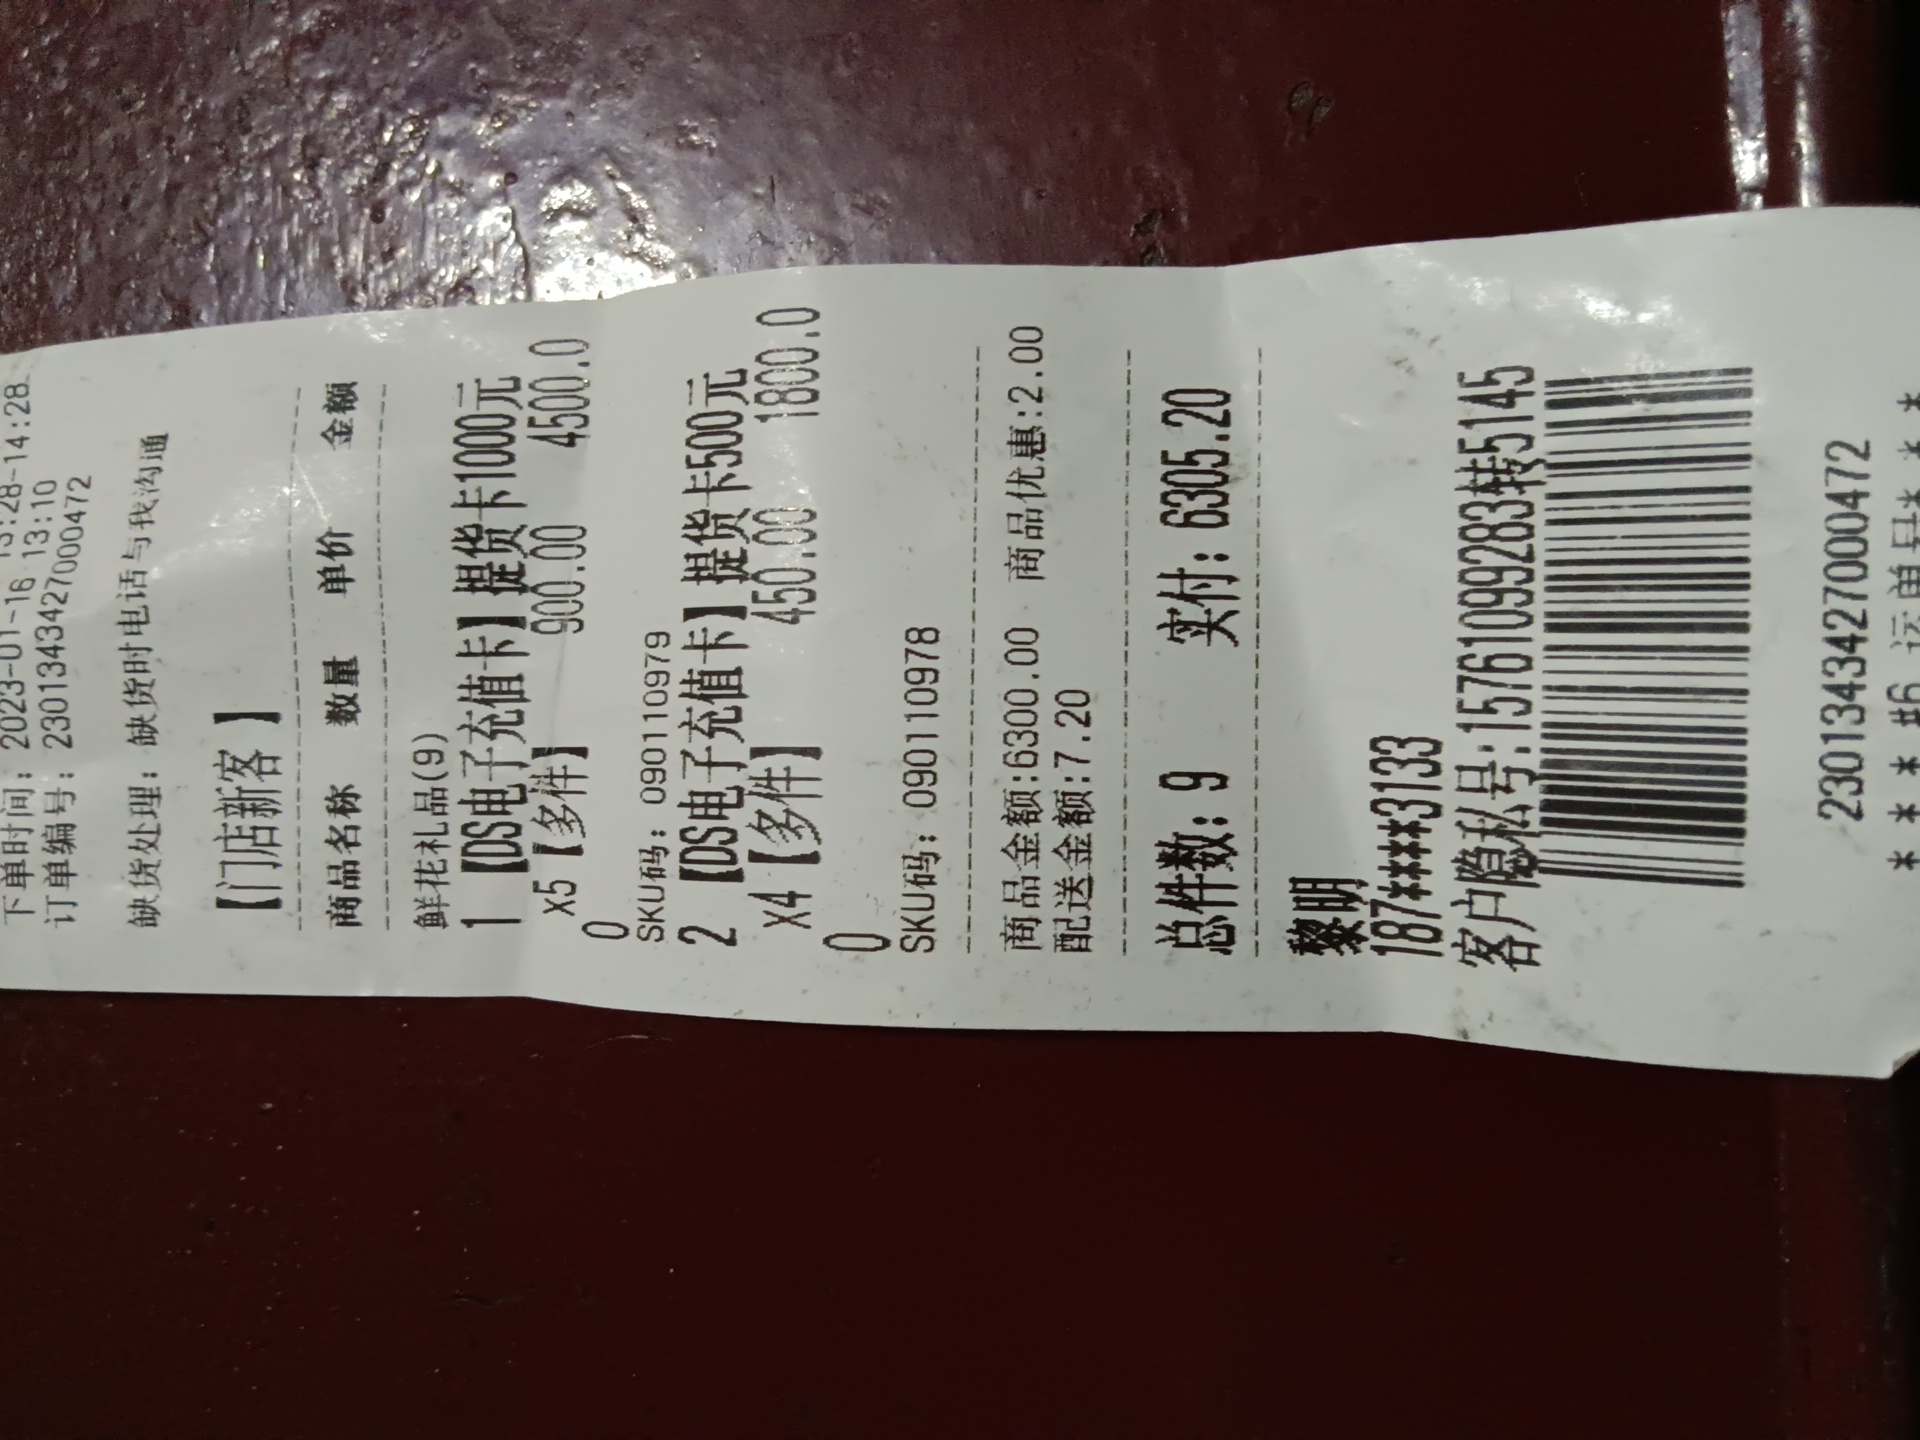 13:28-14:28
下单时间：2023-01-16 13:10
订单编号：2301343427000472
缺货处理：缺货时电话与我沟通
【门店新客 】
商品名称 数量 单价 金额
鲜花礼品(9)
1 【DS电子充值卡】提货卡1000元
x5【多件】 900.00 4500.0
0
SKU码：090110979
2 【DS电子充值卡】提货卡500元
x4【多件】 450.00 1800.0
0
SKU码：090110978
商品金额:6300.00 商品优惠:2.00
配送金额:7.20
总件数：9 实付：6305.20
黎明
187****3133
客户隐私号:15761099283转5145
2301343427000472
* * * #6 运单号* * *